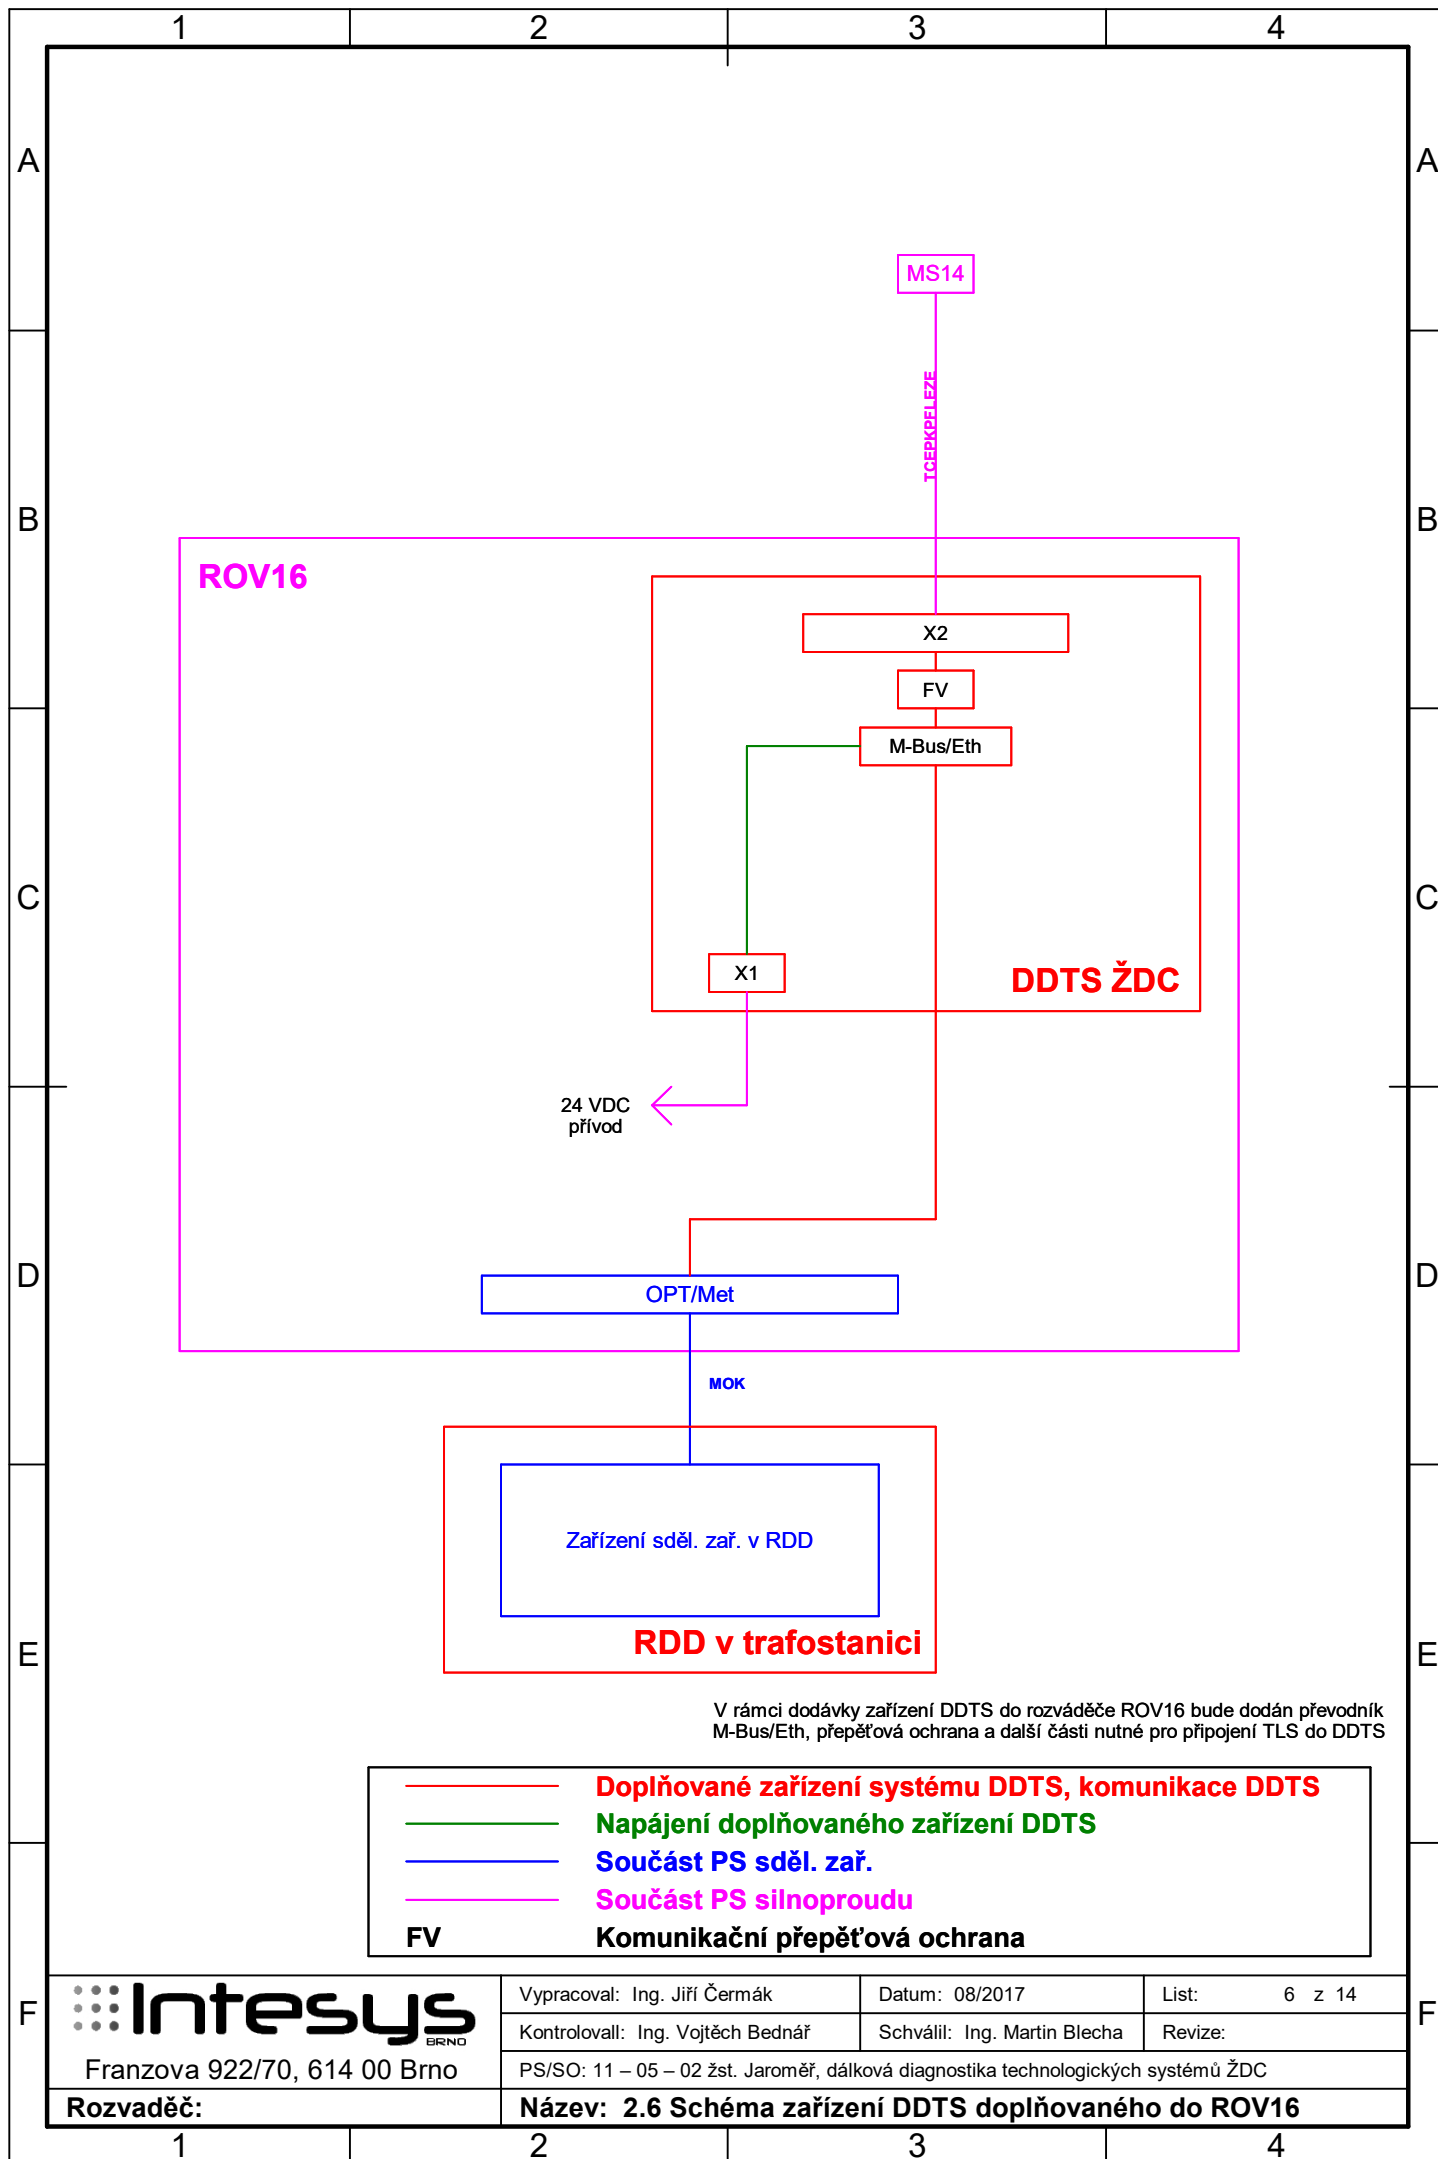 1 2 3 4
A A
MS14
TCEPKPFLEZE
B B
ROV16
X2
FV
M-Bus/Eth
C C
X1
DDTS ŽDC
24 VDC
přívod
D D
OPT/Met
MOK
Zařízení sděl. zař. v RDD
RDD v trafostanici
E E
V rámci dodávky zařízení DDTS do rozváděče ROV16 bude dodán převodník
M-Bus/Eth, přepěťová ochrana a další části nutné pro připojení TLS do DDTS
Doplňované zařízení systému DDTS, komunikace DDTS
Napájení doplňovaného zařízení DDTS
Součást PS sděl. zař.
Součást PS silnoproudu
FV Komunikační přepěťová ochrana
F F
Intesys
BRNO
Franzova 922/70, 614 00 Brno
Vypracoval: Ing. Jiří Čermák Datum: 08/2017 List: 6 z 14
Kontrolovall: Ing. Vojtěch Bednář Schválil: Ing. Martin Blecha Revize:
PS/SO: 11 – 05 – 02 žst. Jaroměř, dálková diagnostika technologických systémů ŽDC
Rozvaděč: Název: 2.6 Schéma zařízení DDTS doplňovaného do ROV16
1 2 3 4